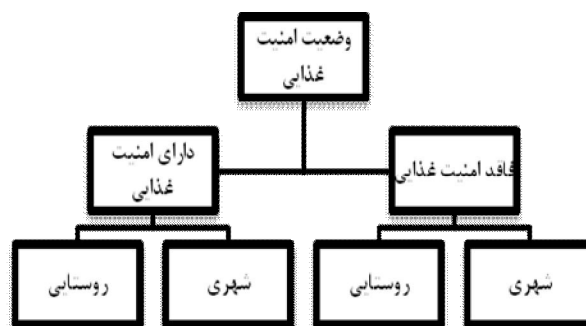 وضعیت امنیت
غذایی
فاقد امنیت غذایی
دارای امنیت
غذایی
شهری
روستایی
شهری
روستایی